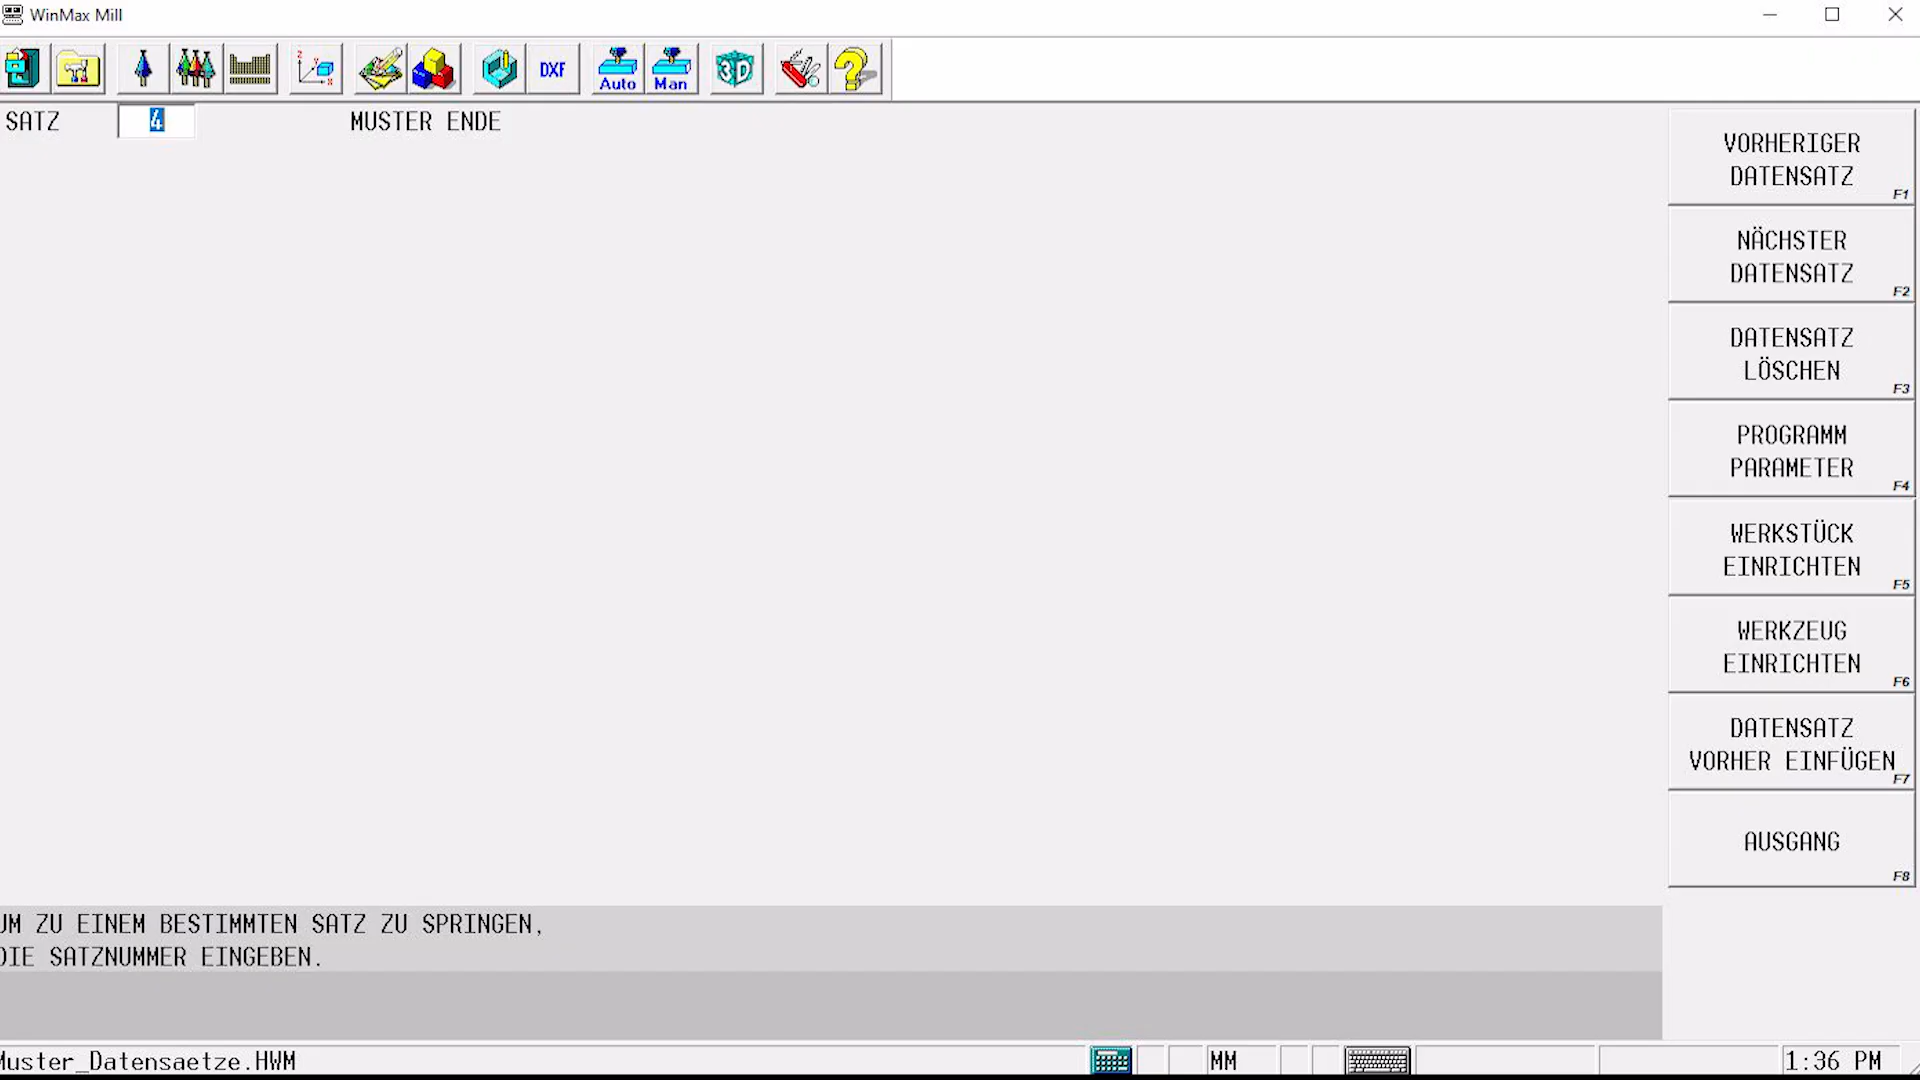 WinMax Mill
DXF
Auto
Man
3D
SATZ 4 MUSTER ENDE
VORHERIGER
DATENSATZ
F1
NÄCHSTER
DATENSATZ
F2
DATENSATZ
LÖSCHEN
F3
PROGRAMM
PARAMETER
F4
WERKSTÜCK
EINRICHTEN
F5
WERKZEUG
EINRICHTEN
F6
DATENSATZ
VORHER EINFÜGEN
F7
AUSGANG
F8
UM ZU EINEM BESTIMMTEN SATZ ZU SPRINGEN,
DIE SATZNUMMER EINGEBEN.
Muster_Datensaetze.HWM
MM
1:36 PM